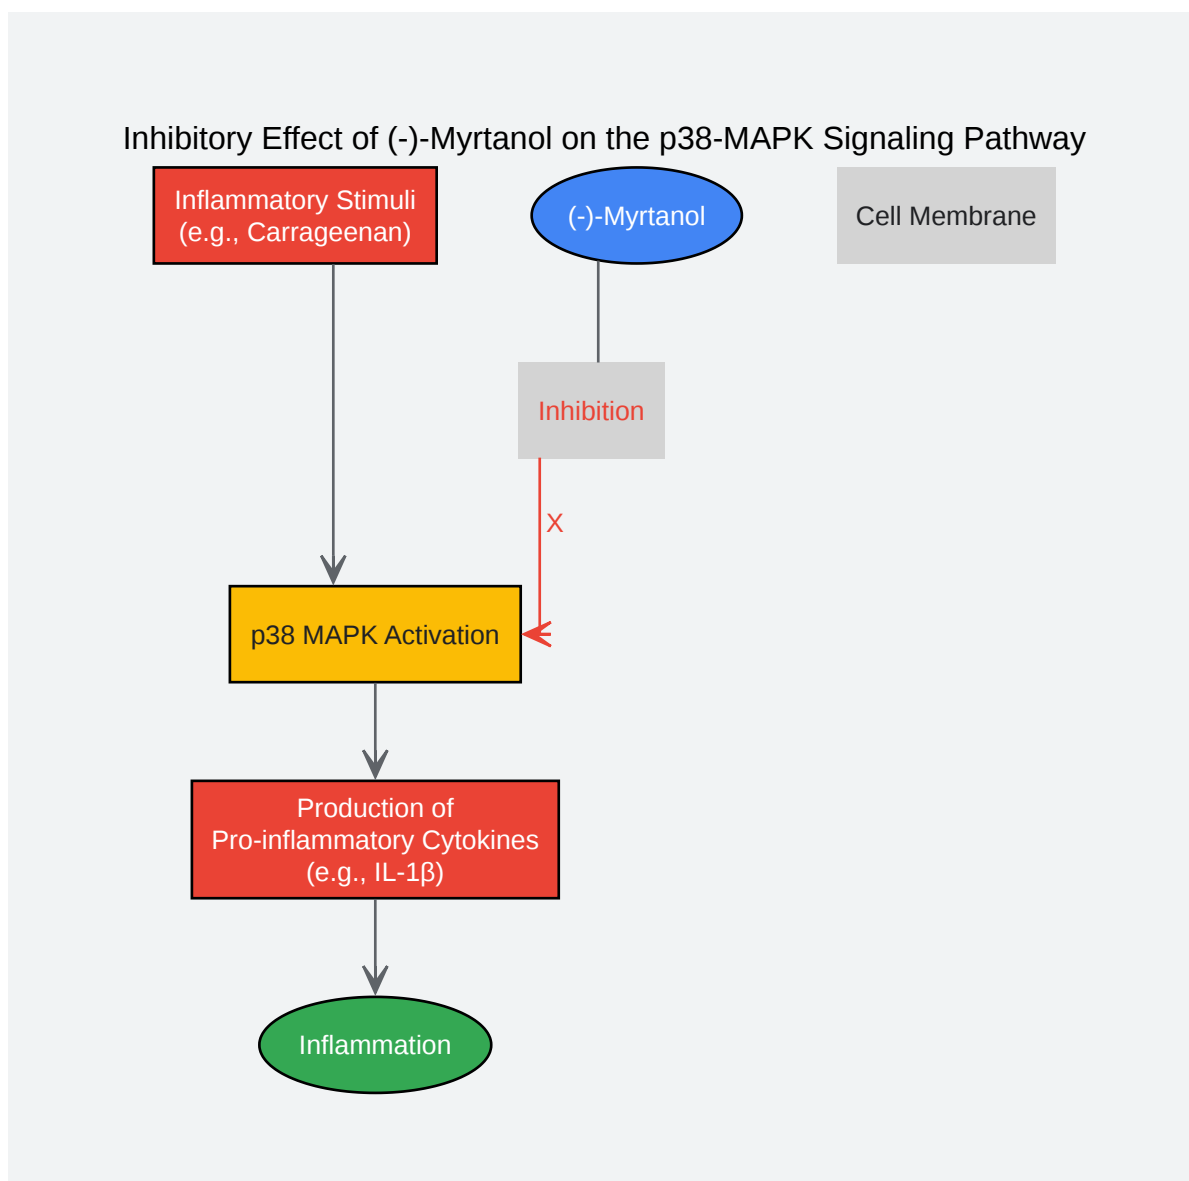 Inhibitory Effect of (-)-Myrtanol on the p38-MAPK Signaling Pathway
Inflammatory Stimuli
(e.g., Carrageenan)
(-)-Myrtanol
Cell Membrane
Inhibition
X
p38 MAPK Activation
Production of
Pro-inflammatory Cytokines
(e.g., IL-1β)
Inflammation